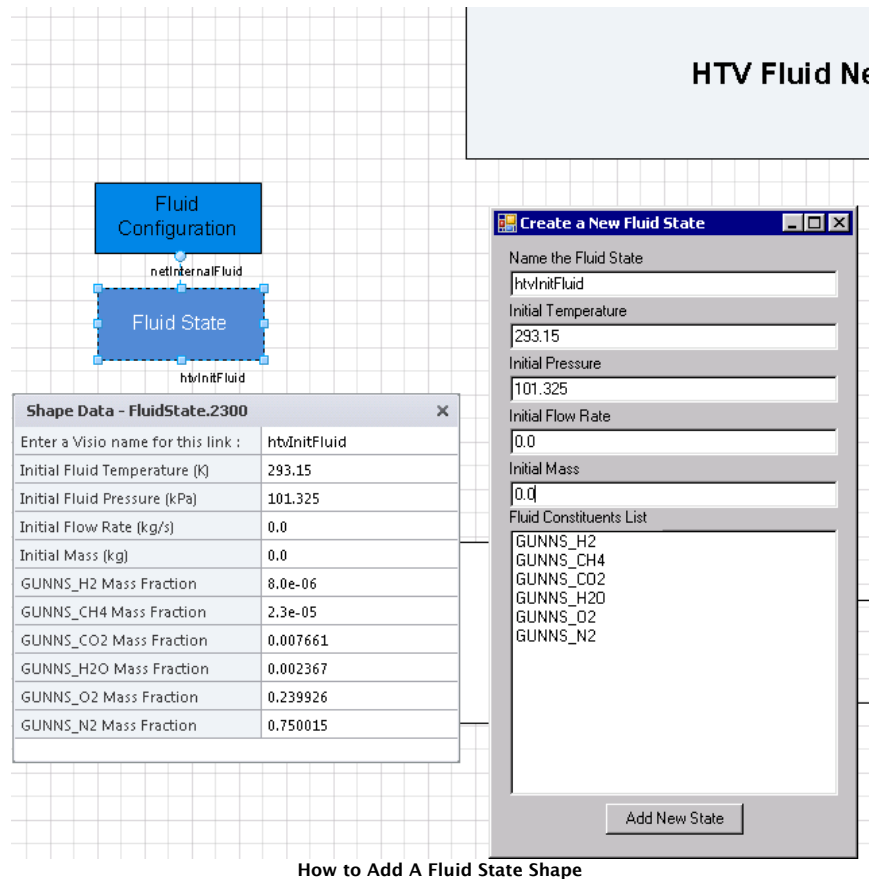 HTV Fluid Ne
Fluid
Configuration
netInternalFluid
Fluid State
htvInitFluid
Shape Data - FluidState.2300
Enter a Visio name for this link : htvInitFluid
Initial Fluid Temperature (K) 293.15
Initial Fluid Pressure (kPa) 101.325
Initial Flow Rate (kg/s) 0.0
Initial Mass (kg) 0.0
GUNNS_H2 Mass Fraction 8.0e-06
GUNNS_CH4 Mass Fraction 2.3e-05
GUNNS_CO2 Mass Fraction 0.007661
GUNNS_H2O Mass Fraction 0.002367
GUNNS_O2 Mass Fraction 0.239926
GUNNS_N2 Mass Fraction 0.750015
Create a New Fluid State
Name the Fluid State
htvInitFluid
Initial Temperature
293.15
Initial Pressure
101.325
Initial Flow Rate
0.0
Initial Mass
0.0
Fluid Constituents List
GUNNS_H2
GUNNS_CH4
GUNNS_CO2
GUNNS_H2O
GUNNS_O2
GUNNS_N2
Add New State
How to Add A Fluid State Shape